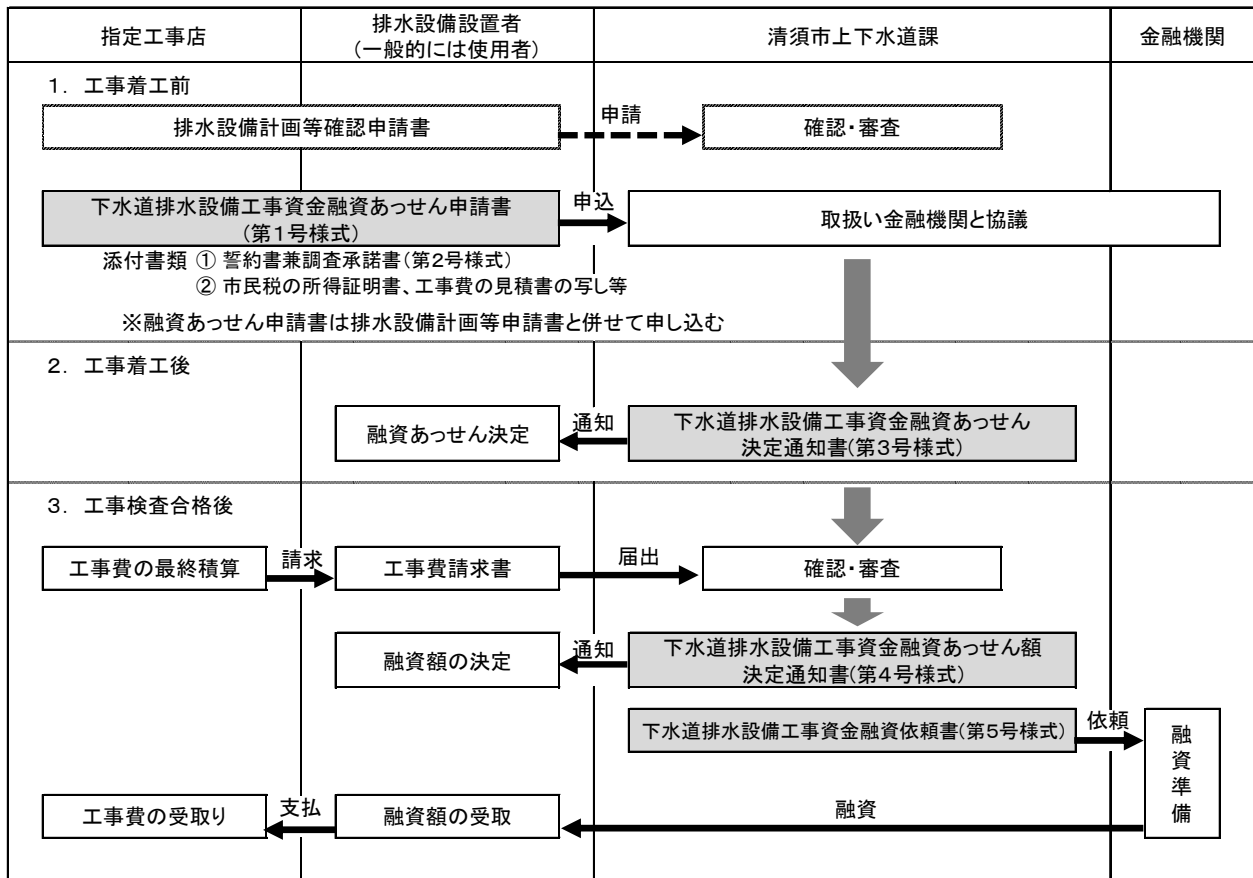 指定工事店
排水設備設置者
(一般的には使用者)
清須市上下水道課
金融機関
1. 工事着工前
排水設備計画等確認申請書
申請
確認・審査
下水道排水設備工事資金融資あっせん申請書
(第1号様式)
申込
取扱い金融機関と協議
添付書類 ① 誓約書兼調査承諾書(第2号様式)
② 市民税の所得証明書、工事費の見積書の写し等
※融資あっせん申請書は排水設備計画等申請書と併せて申し込む
2. 工事着工後
融資あっせん決定
通知
下水道排水設備工事資金融資あっせん
決定通知書(第3号様式)
3. 工事検査合格後
工事費の最終積算
請求
工事費請求書
届出
確認・審査
融資額の決定
通知
下水道排水設備工事資金融資あっせん額
決定通知書(第4号様式)
下水道排水設備工事資金融資依頼書(第5号様式)
依頼
融資準備
工事費の受取り
支払
融資額の受取
融資